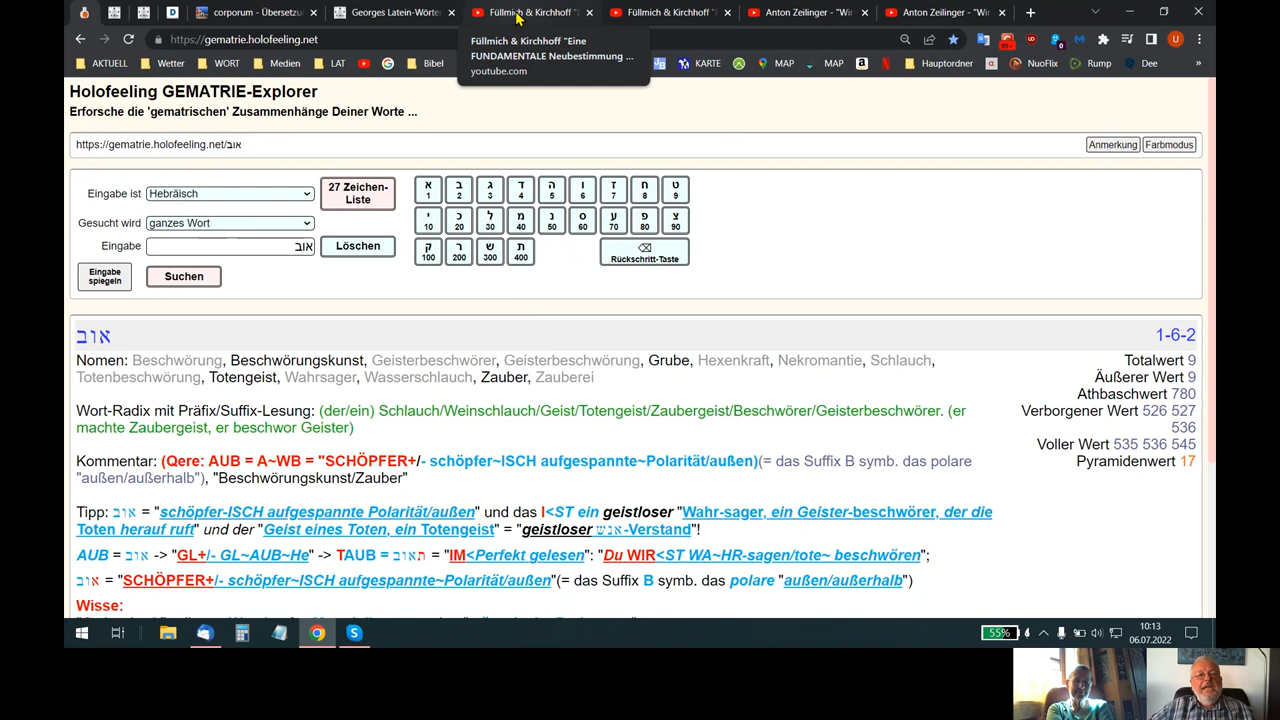 corporum - Übersetzu
Georges Latein-Wörte
Füllmich & Kirchhoff "
Füllmich & Kirchhoff "E
Anton Zeilinger - "Wir
Anton Zeilinger - "Wir
https://gematrie.holofeeling.net
Füllmich & Kirchhoff "Eine
FUNDAMENTALE Neubestimmung ...
youtube.com
AKTUELL
Wetter
WORT
Medien
LAT
Bibel
KARTE
MAP
MAP
Hauptordner
NuoFlix
Rump
Dee
»
Holofeeling GEMATRIE-Explorer
Erforsche die 'gematrischen' Zusammenhänge Deiner Worte ...
https://gematrie.holofeeling.net/אוב
Anmerkung Farbmodus
Eingabe ist Hebräisch
27 Zeichen-
Liste
Gesucht wird ganzes Wort
Eingabe אוב Löschen
Eingabe
spiegeln
Suchen
א ב ג ד ה ו ז ח ט
1 2 3 4 5 6 7 8 9
י כ ל מ נ ס ע פ צ
10 20 30 40 50 60 70 80 90
ק ר ש ת
100 200 300 400
⌫
Rückschritt-Taste
אוב 1-6-2
Nomen: Beschwörung, Beschwörungskunst, Geisterbeschwörer, Geisterbeschwörung, Grube, Hexenkraft, Nekromantie, Schlauch,
Totenbeschwörung, Totengeist, Wahrsager, Wasserschlauch, Zauber, Zauberei
Totalwert 9
Äußerer Wert 9
Athbaschwert 780
Verborgener Wert 526 527
536
Voller Wert 535 536 545
Pyramidenwert 17
Wort-Radix mit Präfix/Suffix-Lesung: (der/ein) Schlauch/Weinschlauch/Geist/Totengeist/Zaubergeist/Beschwörer/Geisterbeschwörer. (er
machte Zaubergeist, er beschwor Geister)
Kommentar: (Qere: AUB = A~WB = "SCHÖPFER+/- schöpfer~ISCH aufgespannte~Polarität/außen)(= das Suffix B symb. das polare
"außen/außerhalb"), "Beschwörungskunst/Zauber"
Tipp: אוב = "schöpfer-ISCH aufgespannte Polarität/außen" und das I<ST ein geistloser "Wahr-sager, ein Geister-beschwörer, der die
Toten herauf ruft" und der "Geist eines Toten, ein Totengeist" = "geistloser אנש-Verstand"!
AUB = אוב -> "GL+/- GL~AUB~He" -> TAUB = תאוב = "IM<Perfekt gelesen": "Du WIR<ST WA~HR-sagen/tote~ beschwören";
אוב = "SCHÖPFER+/- schöpfer~ISCH aufgespannte~Polarität/außen"(= das Suffix B symb. das polare "außen/außerhalb")
Wisse:
55%
10:13
06.07.2022